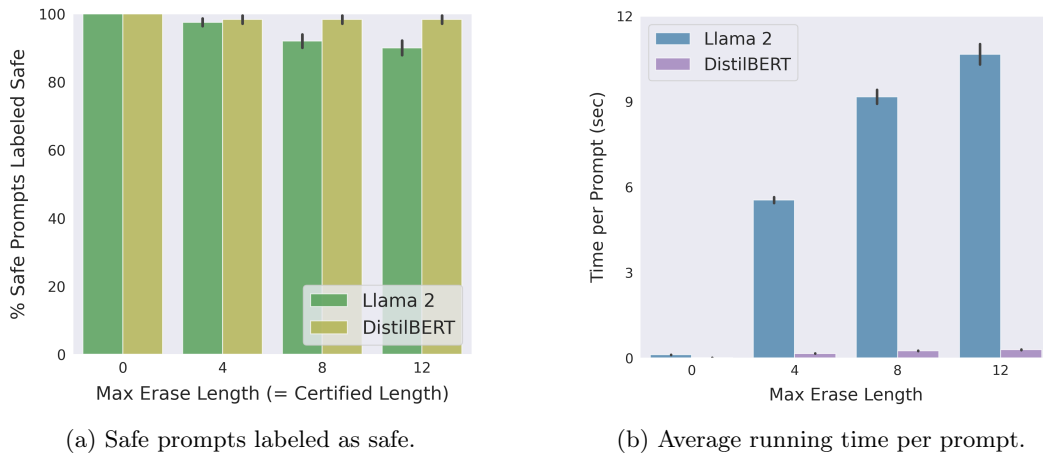 100
80
60
40
20
0
% Safe Prompts Labeled Safe
Llama 2
DistilBERT
0 4 8 12
Max Erase Length (= Certified Length)
(a) Safe prompts labeled as safe.
12
9
6
3
0
Time per Prompt (sec)
Llama 2
DistilBERT
0 4 8 12
Max Erase Length
(b) Average running time per prompt.